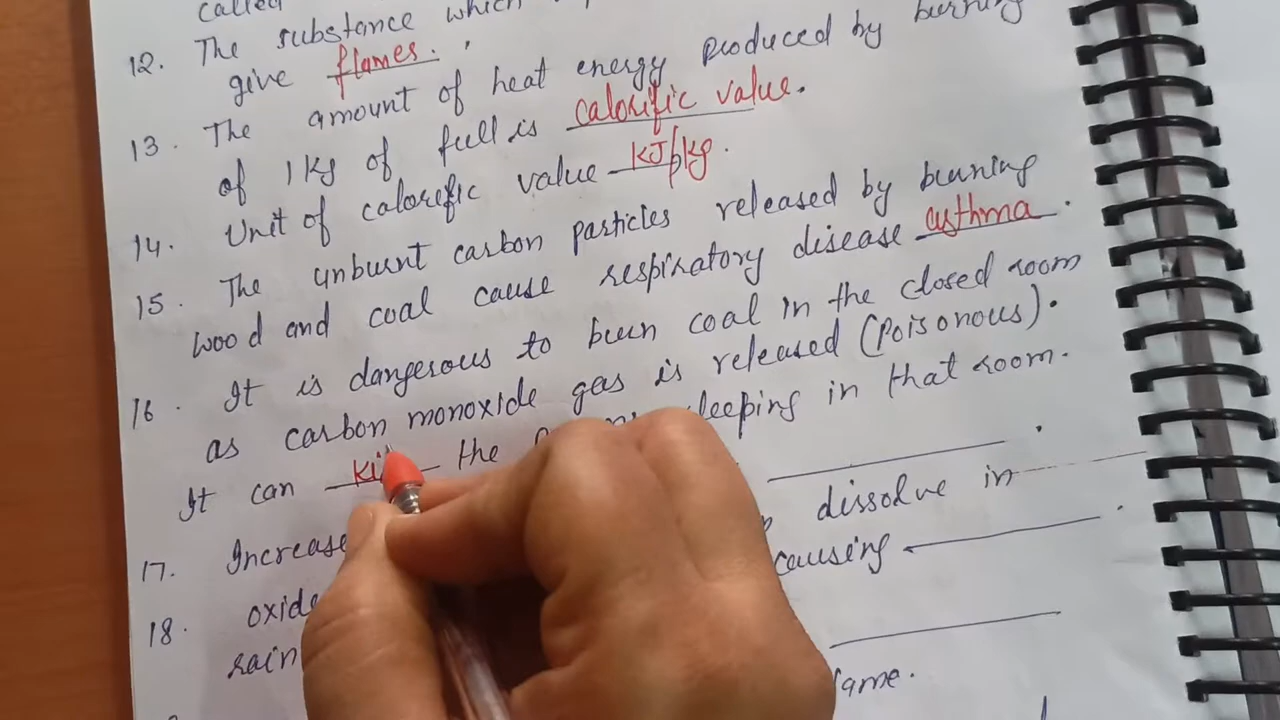 called
12. The substance which
give flames.
13. The amount of heat energy produced by burning
of 1 Kg of fuel is calorific value.
14. Unit of calorific value KJ/kg.
15. The unburnt carbon particles released by burning
wood and coal cause respiratory disease asthma.
16. It is dangerous to burn coal in the closed room
as carbon monoxide gas is released (Poisonous).
It can ki the sleeping in that room.
17. Increase
18. oxide dissolve in
rain causing